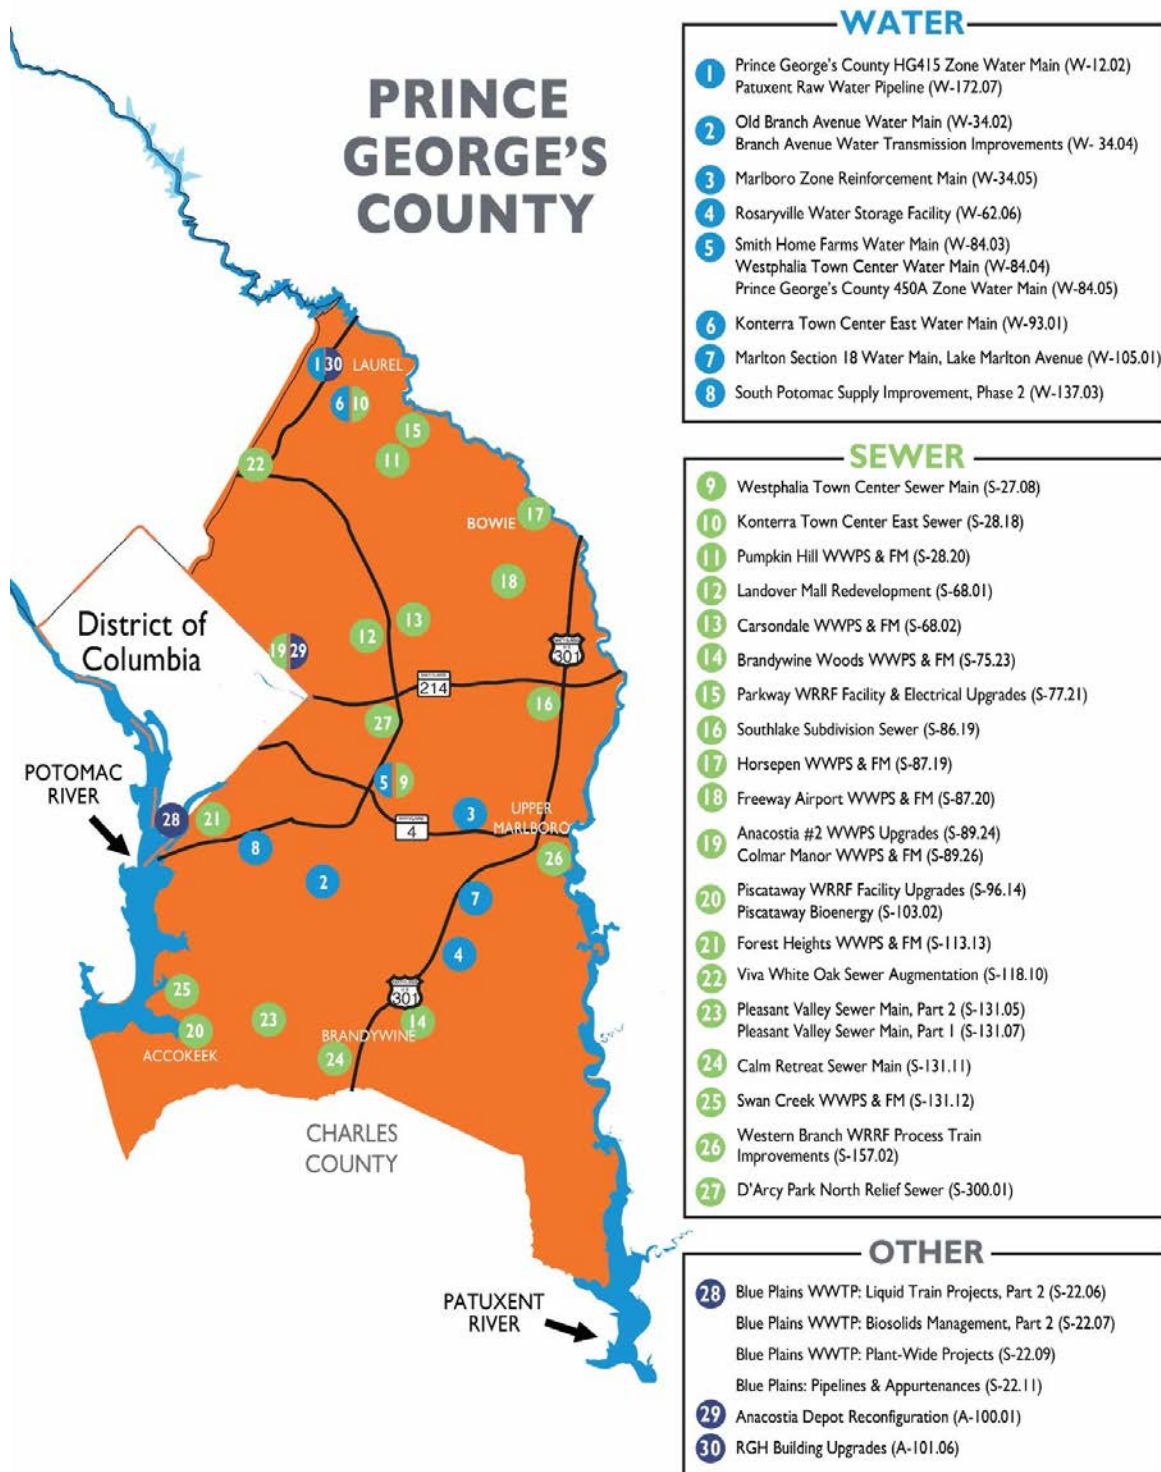 PRINCE
GEORGE'S
COUNTY
1 30 LAUREL
6 10
15
11
22
BOWIE 17
18
13
12
19 29
District of
Columbia
301
214
16
27
POTOMAC
RIVER
5 9
3
UPPER
MARLBORO
4
28
21
8
26
2
7
4
301
25
20
23
14
BRANDYWINE
24
ACCOKEEK
CHARLES
COUNTY
PATUXENT
RIVER
WATER
1 Prince George's County HG415 Zone Water Main (W-12.02)
Patuxent Raw Water Pipeline (W-172.07)
2 Old Branch Avenue Water Main (W-34.02)
Branch Avenue Water Transmission Improvements (W- 34.04)
3 Marlboro Zone Reinforcement Main (W-34.05)
4 Rosaryville Water Storage Facility (W-62.06)
5 Smith Home Farms Water Main (W-84.03)
Westphalia Town Center Water Main (W-84.04)
Prince George's County 450A Zone Water Main (W-84.05)
6 Konterra Town Center East Water Main (W-93.01)
7 Marlton Section 18 Water Main, Lake Marlton Avenue (W-105.01)
8 South Potomac Supply Improvement, Phase 2 (W-137.03)
SEWER
9 Westphalia Town Center Sewer Main (S-27.08)
10 Konterra Town Center East Sewer (S-28.18)
11 Pumpkin Hill WWPS & FM (S-28.20)
12 Landover Mall Redevelopment (S-68.01)
13 Carsondale WWPS & FM (S-68.02)
14 Brandywine Woods WWPS & FM (S-75.23)
15 Parkway WRRF Facility & Electrical Upgrades (S-77.21)
16 Southlake Subdivision Sewer (S-86.19)
17 Horsepen WWPS & FM (S-87.19)
18 Freeway Airport WWPS & FM (S-87.20)
19 Anacostia #2 WWPS Upgrades (S-89.24)
Colmar Manor WWPS & FM (S-89.26)
20 Piscataway WRRF Facility Upgrades (S-96.14)
Piscataway Bioenergy (S-103.02)
21 Forest Heights WWPS & FM (S-113.13)
22 Viva White Oak Sewer Augmentation (S-118.10)
23 Pleasant Valley Sewer Main, Part 2 (S-131.05)
Pleasant Valley Sewer Main, Part 1 (S-131.07)
24 Calm Retreat Sewer Main (S-131.11)
25 Swan Creek WWPS & FM (S-131.12)
26 Western Branch WRRF Process Train
Improvements (S-157.02)
27 D'Arcy Park North Relief Sewer (S-300.01)
OTHER
28 Blue Plains WWTP: Liquid Train Projects, Part 2 (S-22.06)
Blue Plains WWTP: Biosolids Management, Part 2 (S-22.07)
Blue Plains WWTP: Plant-Wide Projects (S-22.09)
Blue Plains: Pipelines & Appurtenances (S-22.11)
29 Anacostia Depot Reconfiguration (A-100.01)
30 RGH Building Upgrades (A-101.06)